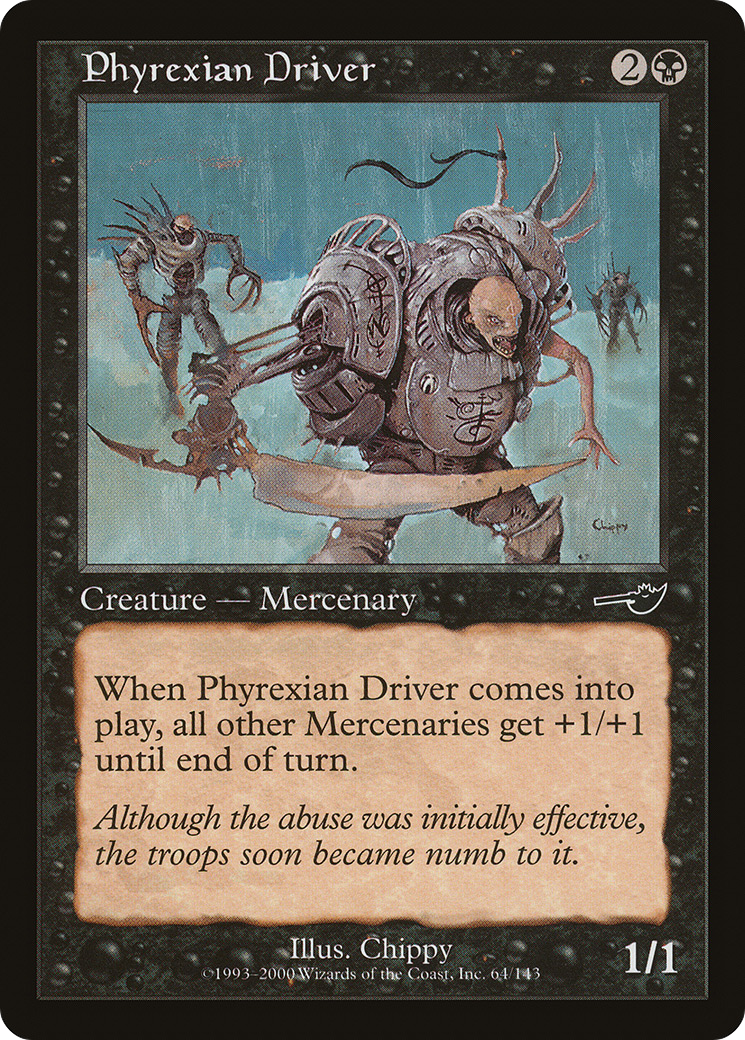 Phyrexian Driver 2
Chippy
Creature — Mercenary
When Phyrexian Driver comes into
play, all other Mercenaries get +1/+1
until end of turn.
Although the abuse was initially effective,
the troops soon became numb to it.
Illus. Chippy
©1993–2000 Wizards of the Coast, Inc. 64/143
1/1